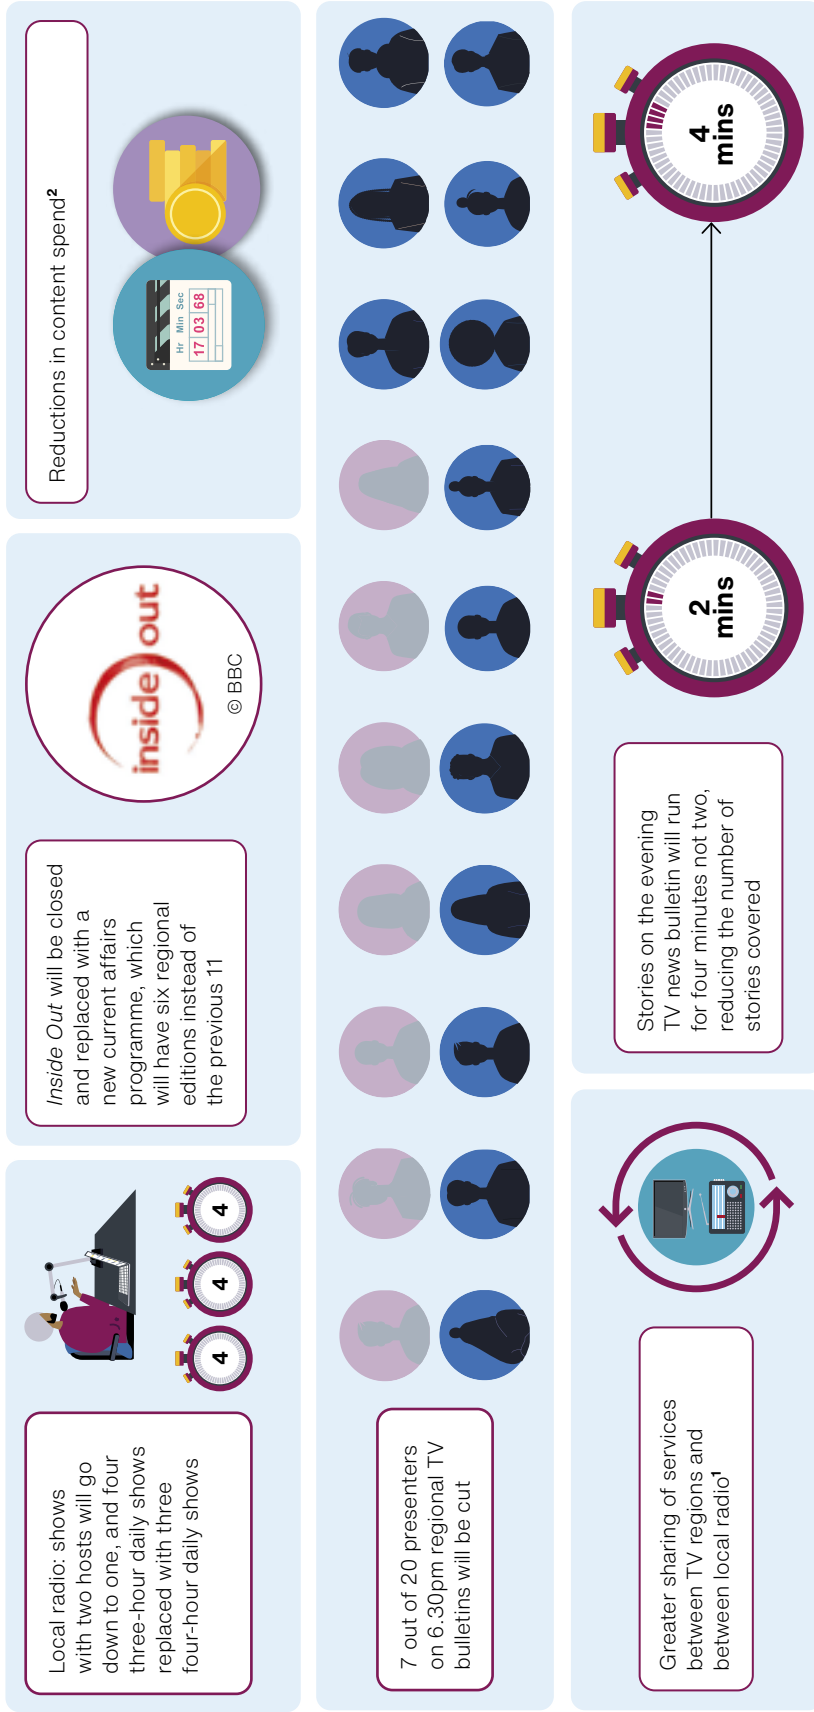 Local radio: shows
with two hosts will go
down to one, and four
three-hour daily shows
replaced with three
four-hour daily shows
4
4
4
Inside Out will be closed
and replaced with a
new current affairs
programme, which
will have six regional
editions instead of
the previous 11
inside out
© BBC
Reductions in content spend²
Hr Min Sec
17 03 68
7 out of 20 presenters
on 6.30pm regional TV
bulletins will be cut
Greater sharing of services
between TV regions and
between local radio¹
Stories on the evening
TV news bulletin will run
for four minutes not two,
reducing the number of
stories covered
2
mins
4
mins